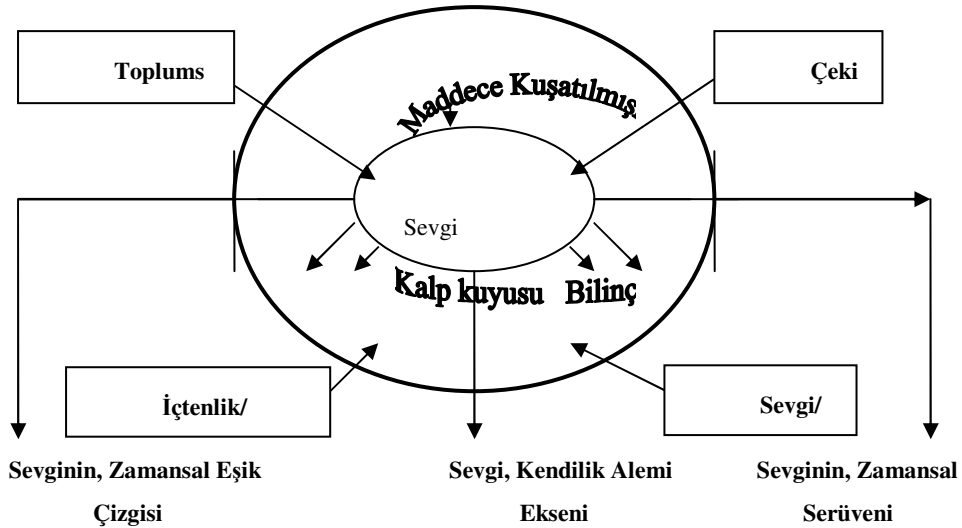 Toplums
Çeki
Maddece Kuşatılmış
Sevgi
Kalp kuyusu Bilinç
İçtenlik/
Sevgi/
Sevginin, Zamansal Eşik
Çizgisi
Sevgi, Kendilik Alemi
Ekseni
Sevginin, Zamansal
Serüveni